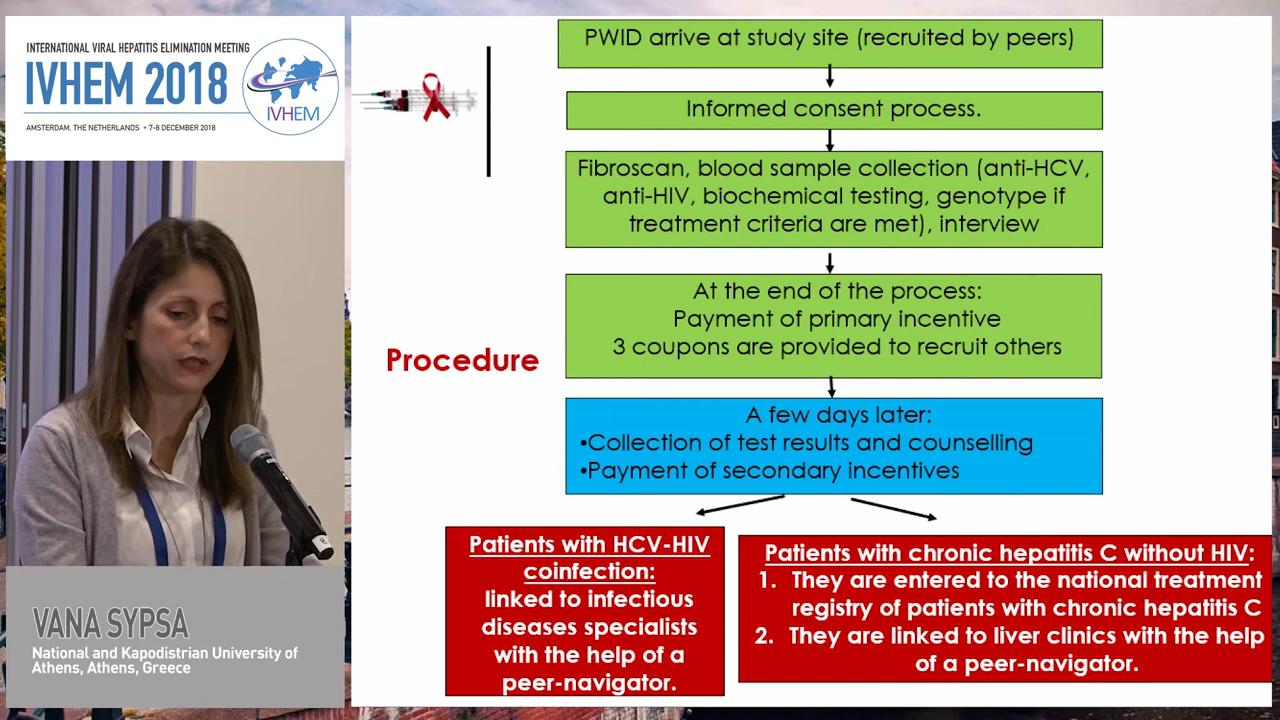 INTERNATIONAL VIRAL HEPATITIS ELIMINATION MEETING
IVHEM 2018
IVHEM
AMSTERDAM, THE NETHERLANDS • 7-8 DECEMBER 2018
PWID arrive at study site (recruited by peers)
Informed consent process.
Fibroscan, blood sample collection (anti-HCV,
anti-HIV, biochemical testing, genotype if
treatment criteria are met), interview
At the end of the process:
Payment of primary incentive
3 coupons are provided to recruit others
Procedure
A few days later:
•Collection of test results and counselling
•Payment of secondary incentives
Patients with HCV-HIV
coinfection:
linked to infectious
diseases specialists
with the help of a
peer-navigator.
Patients with chronic hepatitis C without HIV:
1. They are entered to the national treatment
registry of patients with chronic hepatitis C
2. They are linked to liver clinics with the help
of a peer-navigator.
VANA SYPSA
National and Kapodistrian University of
Athens, Athens, Greece